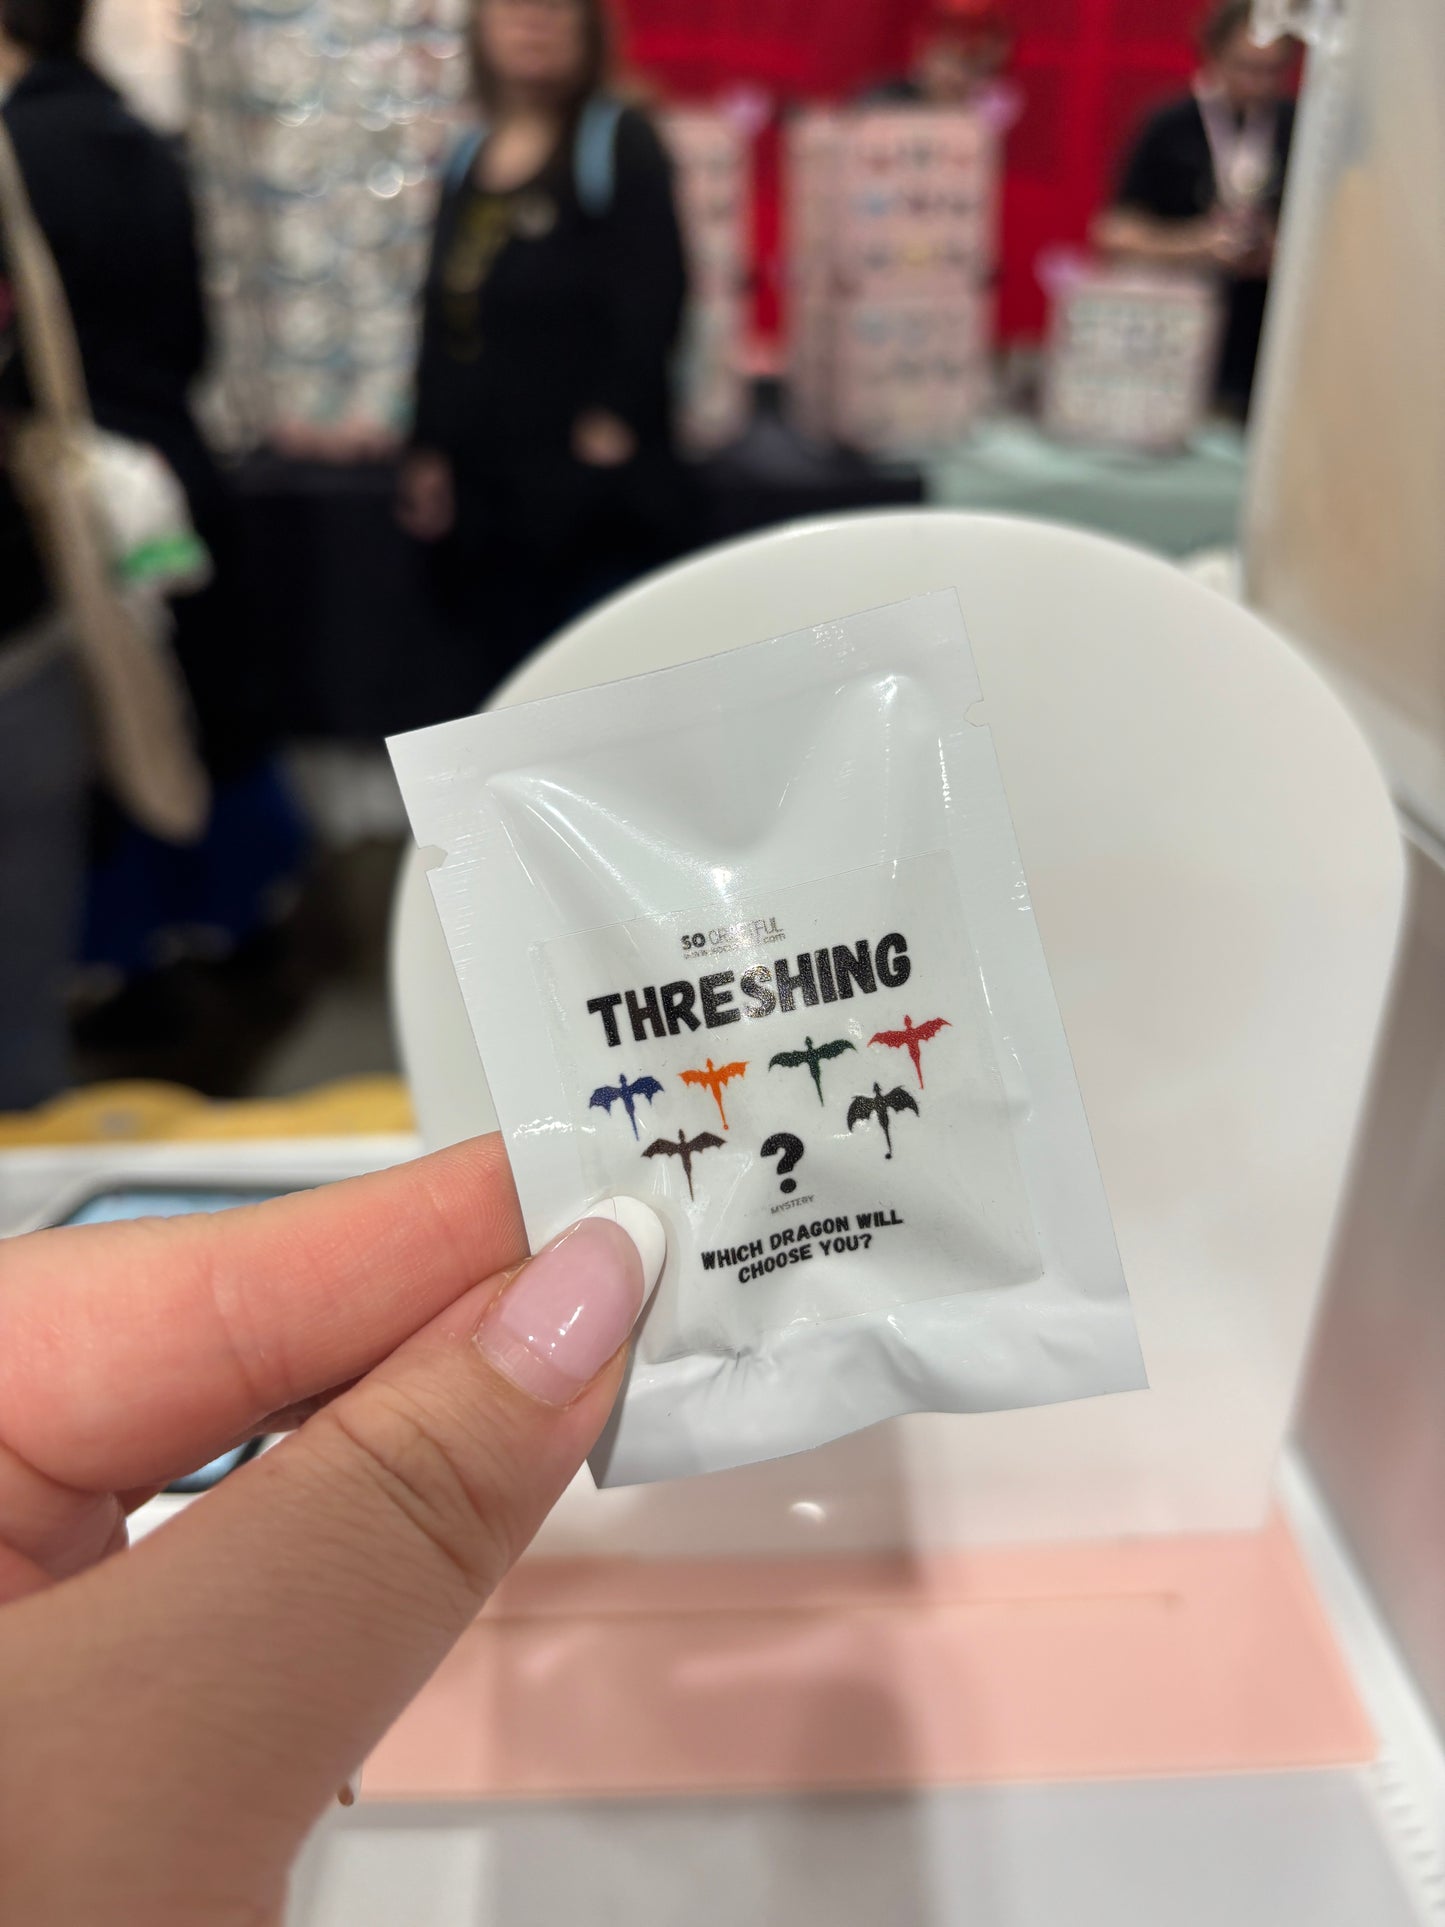 SO CRAFTFUL
THRESHING
?
MYSTERY
WHICH DRAGON WILL
CHOOSE YOU?